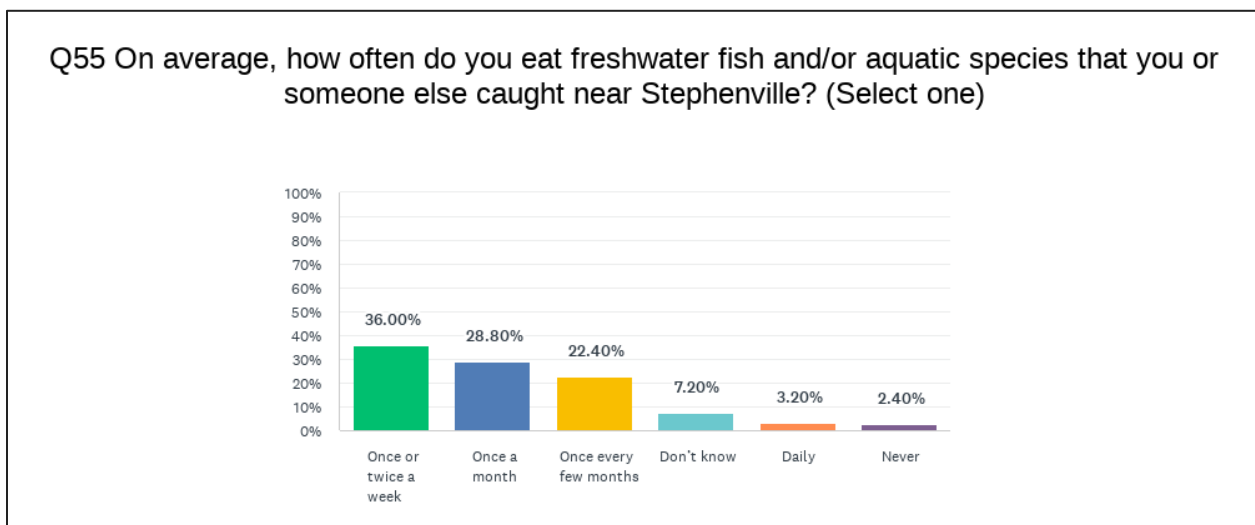 Q55 On average, how often do you eat freshwater fish and/or aquatic species that you or
someone else caught near Stephenville? (Select one)
100%
90%
80%
70%
60%
50%
40%
30%
20%
10%
0%
36.00%
28.80%
22.40%
7.20%
3.20%
2.40%
Once or
twice a
week
Once a
month
Once every
few months
Don't know
Daily
Never